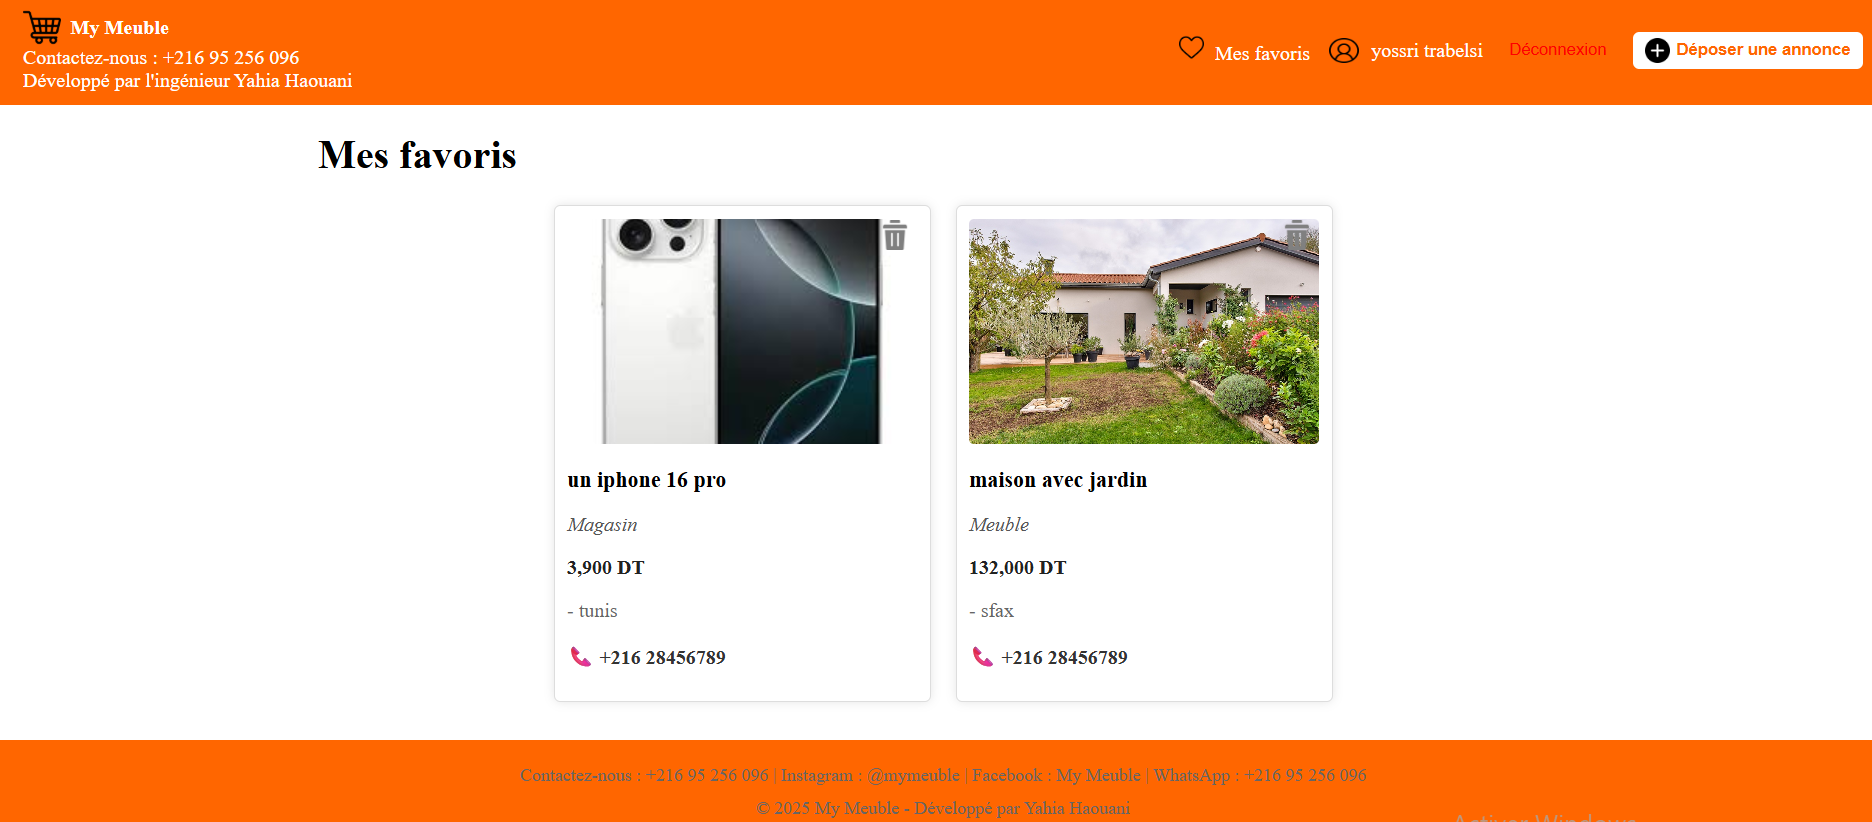 My Meuble
Contactez-nous : +216 95 256 096
Développé par l'ingénieur Yahia Haouani
Mes favoris
yossri trabelsi
Déconnexion
Déposer une annonce
Mes favoris
un iphone 16 pro
Magasin
3,900 DT
- tunis
+216 28456789
maison avec jardin
Meuble
132,000 DT
- sfax
+216 28456789
Contactez-nous : +216 95 256 096 | Instagram : @mymeuble | Facebook : My Meuble | WhatsApp : +216 95 256 096
© 2025 My Meuble - Développé par Yahia Haouani
Activer Windows